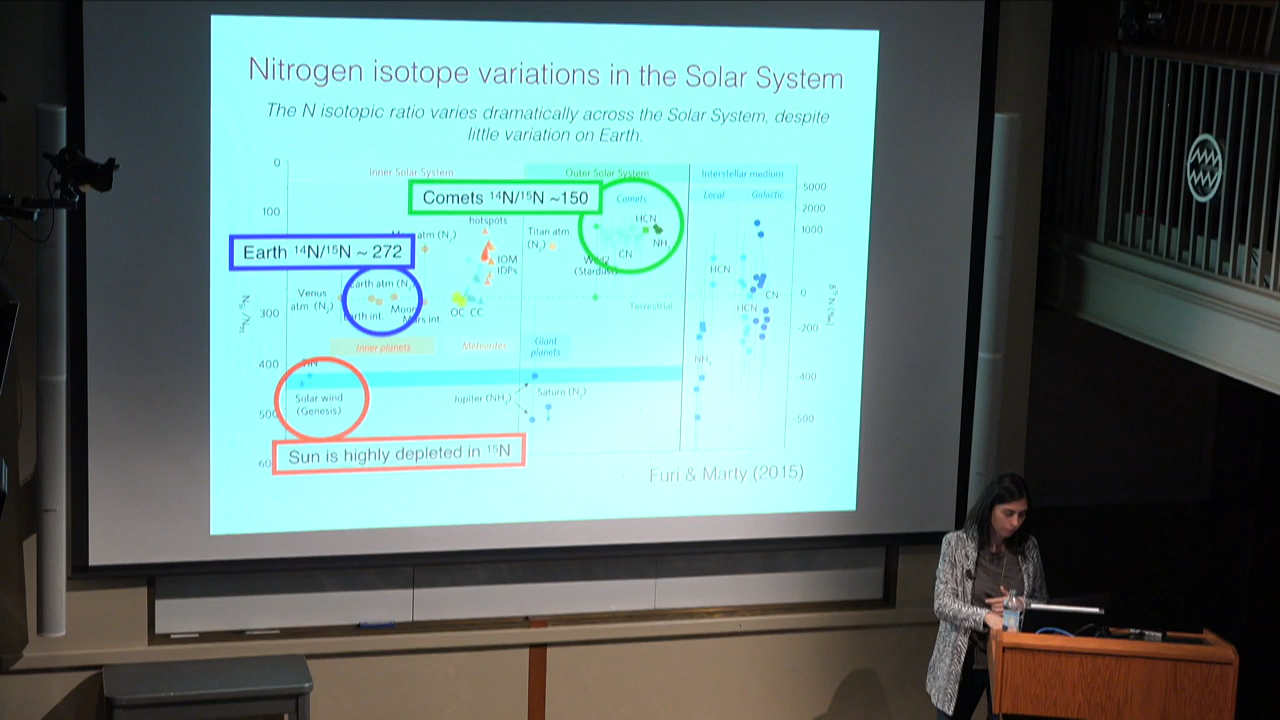 Nitrogen isotope variations in the Solar System
The N isotopic ratio varies dramatically across the Solar System, despite
little variation on Earth.
0
Inner Solar System
Outer Solar System
Interstellar medium
5000
Comets ¹⁴N/¹⁵N ~150
Comets
Local
Galactic
2000
100
hotspots
HCN
1000
atm (N₂)
Titan atm.
(N₂)
NH₂
Earth ¹⁴N/¹⁵N ~ 272
CN
IOM
IDPs
Wild2
(Stardust)
HCN
Earth atm (N₂)
Venus
atm (N₂)
0
CN
300
Earth int.
Moon
Mars int.
OC CC
Terrestrial
HCN
-200
Inner planets
Meteorites
Giant
planets
400
NH₃
-400
Solar wind
(Genesis)
Jupiter (NH₃)
Saturn (N₂)
500
-500
Sun is highly depleted in ¹⁵N
60
Furi & Marty (2015)